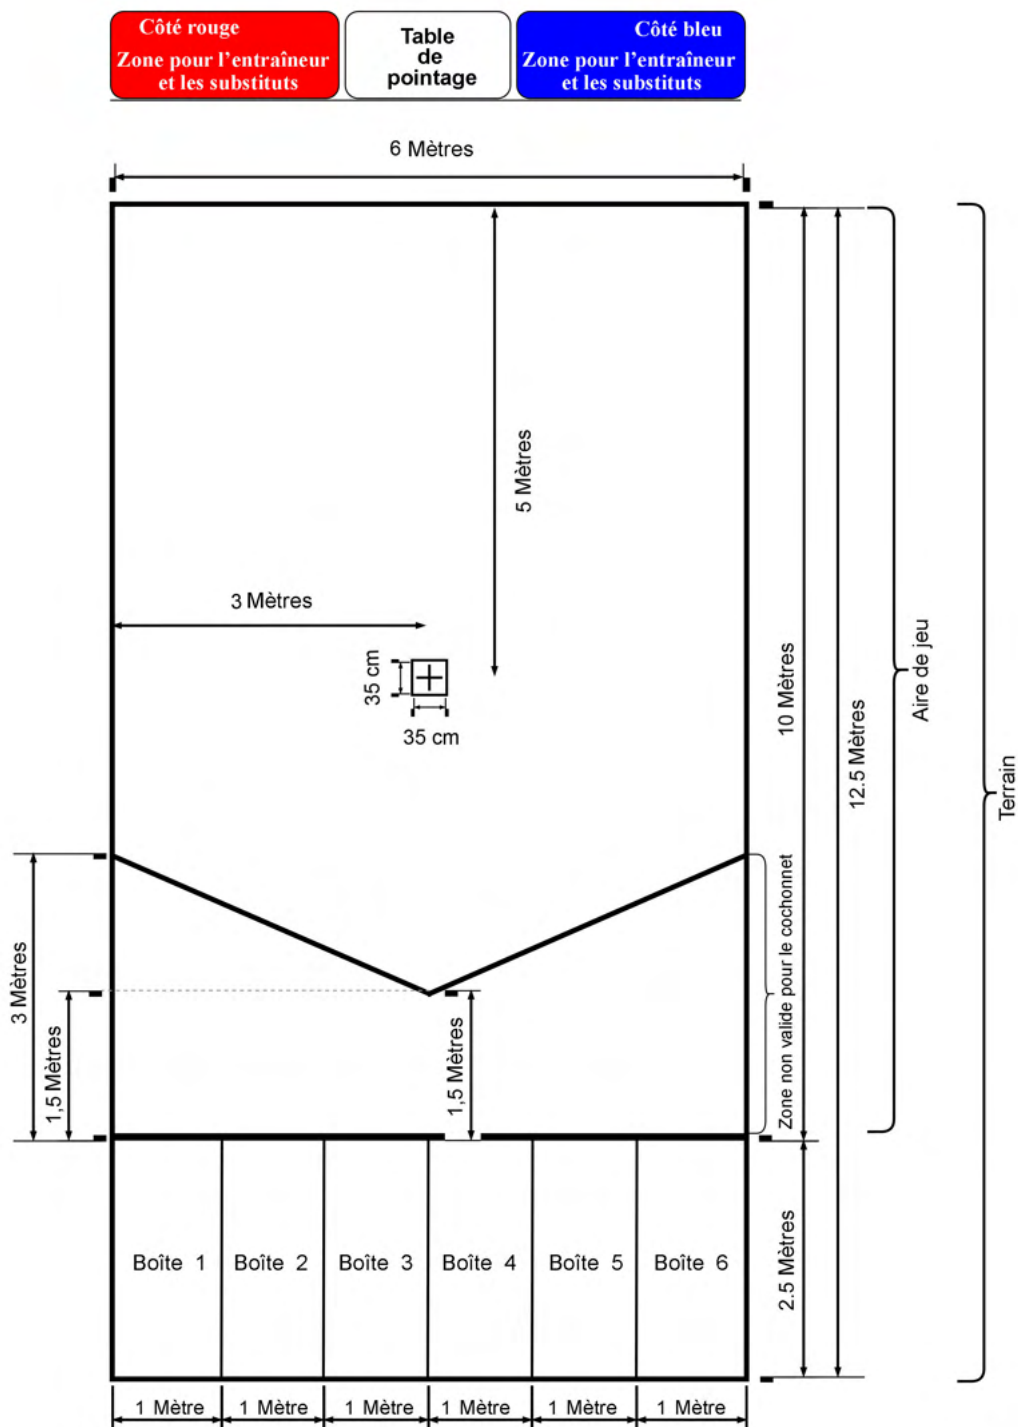 Côté rouge
Zone pour l'entraîneur
et les substituts
Table
de
pointage
Côté bleu
Zone pour l'entraîneur
et les substituts
6 Mètres
5 Mètres
3 Mètres
35 cm
35 cm
10 Mètres
12.5 Mètres
Aire de jeu
Terrain
3 Mètres
1,5 Mètres
1,5 Mètres
Zone non valide pour le cochonnet
Boîte 1
Boîte 2
Boîte 3
Boîte 4
Boîte 5
Boîte 6
2.5 Mètres
1 Mètre
1 Mètre
1 Mètre
1 Mètre
1 Mètre
1 Mètre